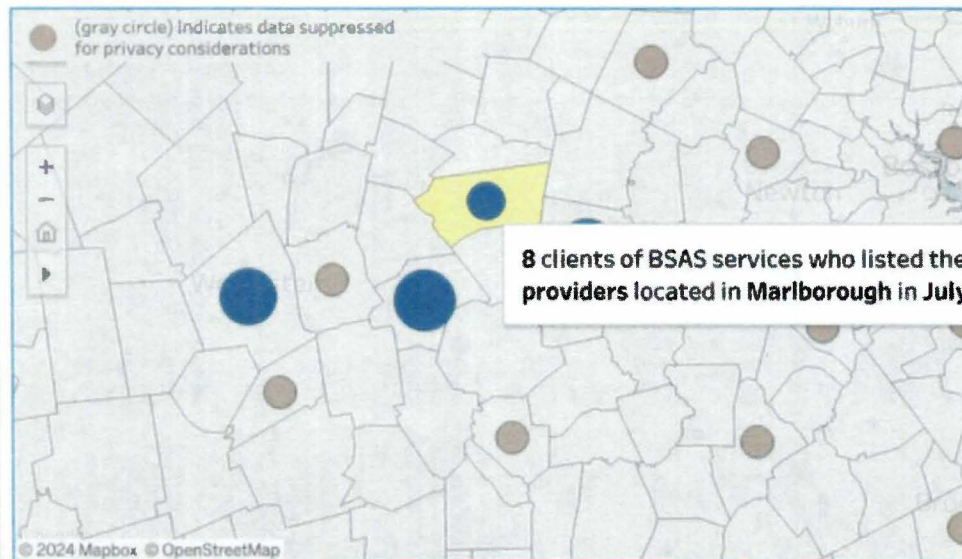 (gray circle) Indicates data suppressed
for privacy considerations
Newton
8 clients of BSAS services who listed the
providers located in Marlborough in July
© 2024 Mapbox © OpenStreetMap